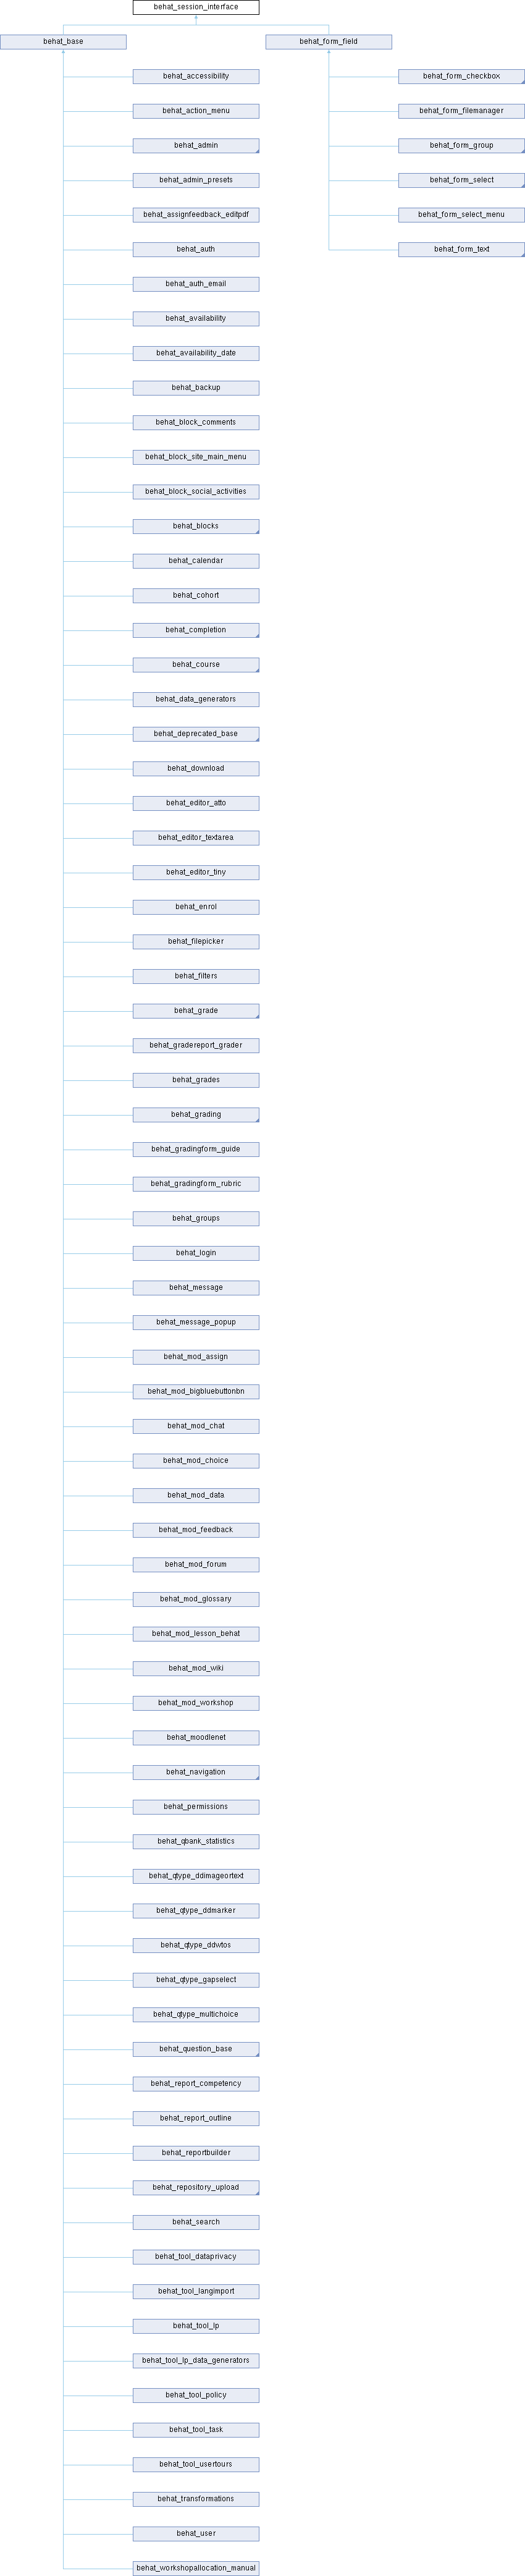 behat_session_interface
behat_base
behat_form_field
behat_accessibility
behat_form_checkbox
behat_action_menu
behat_form_filemanager
behat_admin
behat_form_group
behat_admin_presets
behat_form_select
behat_assignfeedback_editpdf
behat_form_select_menu
behat_auth
behat_form_text
behat_auth_email
behat_availability
behat_availability_date
behat_backup
behat_block_comments
behat_block_site_main_menu
behat_block_social_activities
behat_blocks
behat_calendar
behat_cohort
behat_completion
behat_course
behat_data_generators
behat_deprecated_base
behat_download
behat_editor_atto
behat_editor_textarea
behat_editor_tiny
behat_enrol
behat_filepicker
behat_filters
behat_grade
behat_gradereport_grader
behat_grades
behat_grading
behat_gradingform_guide
behat_gradingform_rubric
behat_groups
behat_login
behat_message
behat_message_popup
behat_mod_assign
behat_mod_bigbluebuttonbn
behat_mod_chat
behat_mod_choice
behat_mod_data
behat_mod_feedback
behat_mod_forum
behat_mod_glossary
behat_mod_lesson_behat
behat_mod_wiki
behat_mod_workshop
behat_moodlenet
behat_navigation
behat_permissions
behat_qbank_statistics
behat_qtype_ddimageortext
behat_qtype_ddmarker
behat_qtype_ddwtos
behat_qtype_gapselect
behat_qtype_multichoice
behat_question_base
behat_report_competency
behat_report_outline
behat_reportbuilder
behat_repository_upload
behat_search
behat_tool_dataprivacy
behat_tool_langimport
behat_tool_lp
behat_tool_lp_data_generators
behat_tool_policy
behat_tool_task
behat_tool_usertours
behat_transformations
behat_user
behat_workshopallocation_manual